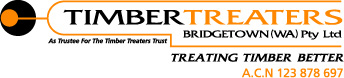 TIMBERTREATERS
BRIDGETOWN (WA) Pty Ltd
As Trustee For The Timber Treaters Trust
TREATING TIMBER BETTER
A.C.N 123 878 697